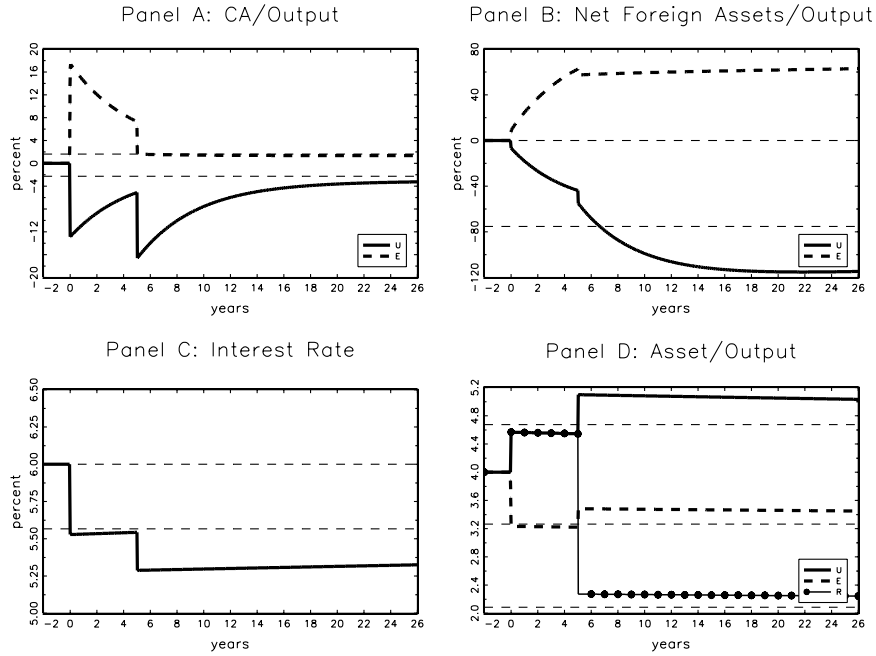 Panel A: CA/Output
percent
20
16
12
8
4
0
−4
−12
−20
−2 0 2 4 6 8 10 12 14 16 18 20 22 24 26
years
U
E
Panel B: Net Foreign Assets/Output
80
40
0
−40
−80
−120
−2 0 2 4 6 8 10 12 14 16 18 20 22 24 26
percent
years
U
E
Panel C: Interest Rate
percent
6.50
6.25
6.00
5.75
5.50
5.25
5.00
−2 0 2 4 6 8 10 12 14 16 18 20 22 24 26
years
Panel D: Asset/Output
5.2
4.8
4.4
4.0
3.6
3.2
2.8
2.4
2.0
−2 0 2 4 6 8 10 12 14 16 18 20 22 24 26
years
U
E
R